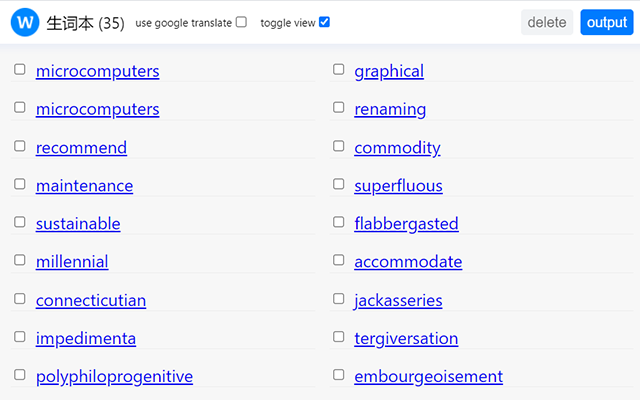 W 生词本 (35) use google translate toggle view delete output
microcomputers graphical
microcomputers renaming
recommend commodity
maintenance superfluous
sustainable flabbergasted
millennial accommodate
connecticutian jackasseries
impedimenta tergiversation
polyphiloprogenitive embourgeoisement